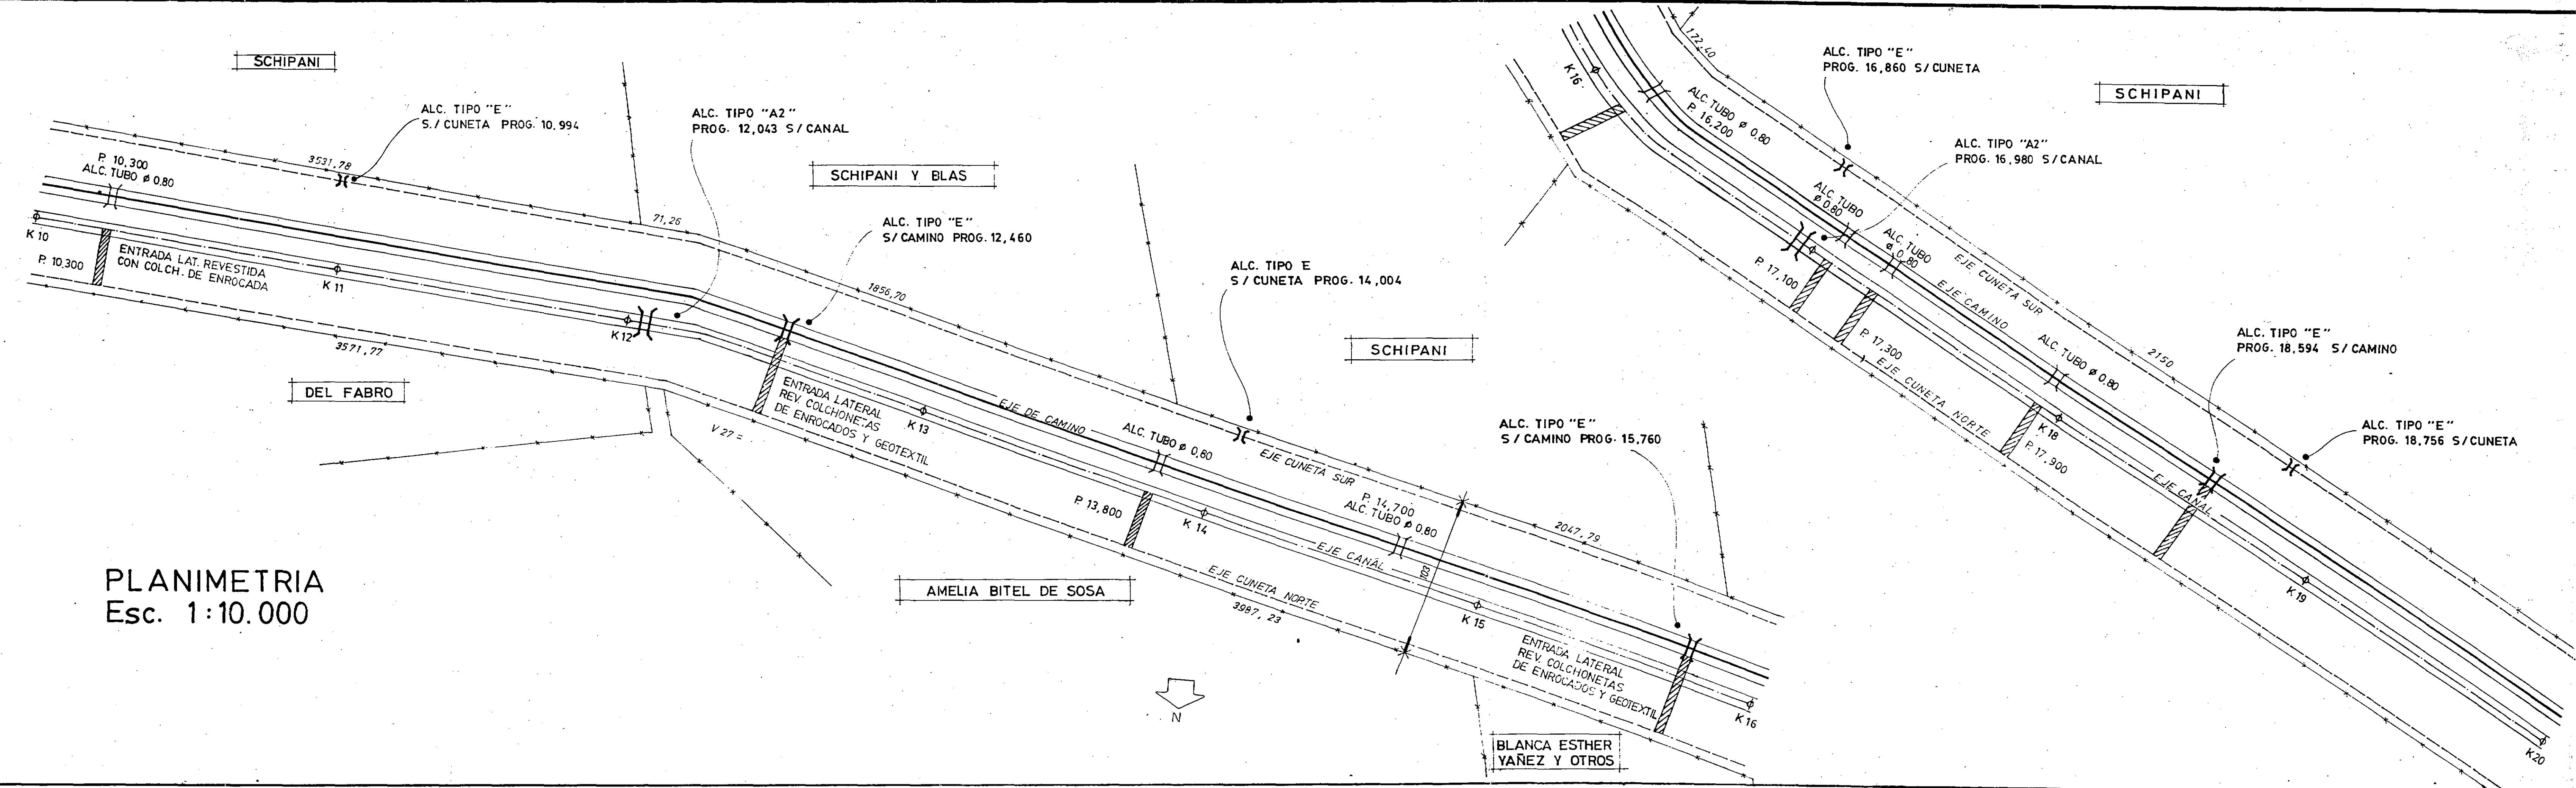 SCHIPANI
ALC. TIPO "E"
S./ CUNETA PROG. 10.994
ALC. TIPO "A2"
PROG. 12,043 S/CANAL
P. 10,300
ALC. TUBO ø 0,80
3531,78
71,26
SCHIPANI Y BLAS
ALC. TIPO "E"
S/CAMINO PROG. 12,460
K 10
P. 10,300
ENTRADA LAT. REVESTIDA
CON COLCH. DE ENROCADA
K 11
K 12
3571,77
DEL FABRO
1856,70
ALC. TIPO E
S / CUNETA PROG. 14,004
SCHIPANI
ENTRADA LATERAL
REV. COLCHONETAS
DE ENROCADOS Y GEOTEXTIL
V 27 =
K 13
EJE DE CAMINO
ALC. TUBO ø 0,80
EJE CUNETA SUR
P. 13,800
K 14
P. 14,700
ALC. TUBO ø 0,80
EJE CANAL
103
2047,79
ALC. TIPO "E"
S / CAMINO PROG. 15,760
AMELIA BITEL DE SOSA
EJE CUNETA NORTE
3987,23
K 15
ENTRADA LATERAL
REV. COLCHONETAS
DE ENROCADOS Y GEOTEXTIL
K 16
BLANCA ESTHER
YAÑEZ Y OTROS
N
PLANIMETRIA
Esc. 1:10.000
K 16
172,40
ALC. TUBO ø 0,80
P. 16,200
ALC. TIPO "E"
PROG. 16,860 S/CUNETA
SCHIPANI
ALC. TIPO "A2"
PROG. 16,980 S/CANAL
ALC. TUBO
ø 0,80
ALC. TUBO
ø 0,80
EJE CUNETA SUR
EJE CAMINO
P. 17,100
P. 17,300
EJE CUNETA NORTE
ALC. TUBO ø 0,80
2150
ALC. TIPO "E"
PROG. 18,594 S/CAMINO
K 18
P. 17,900
EJE CANAL
ALC. TIPO "E"
PROG. 18,756 S/CUNETA
K 19
K20